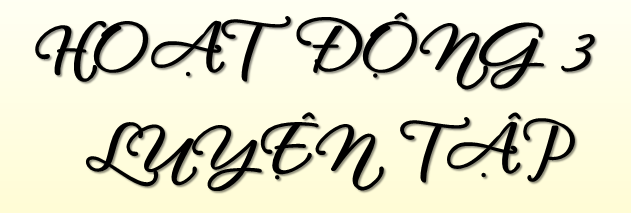 HOẠT ĐỘNG 3
LUYỆN TẬP